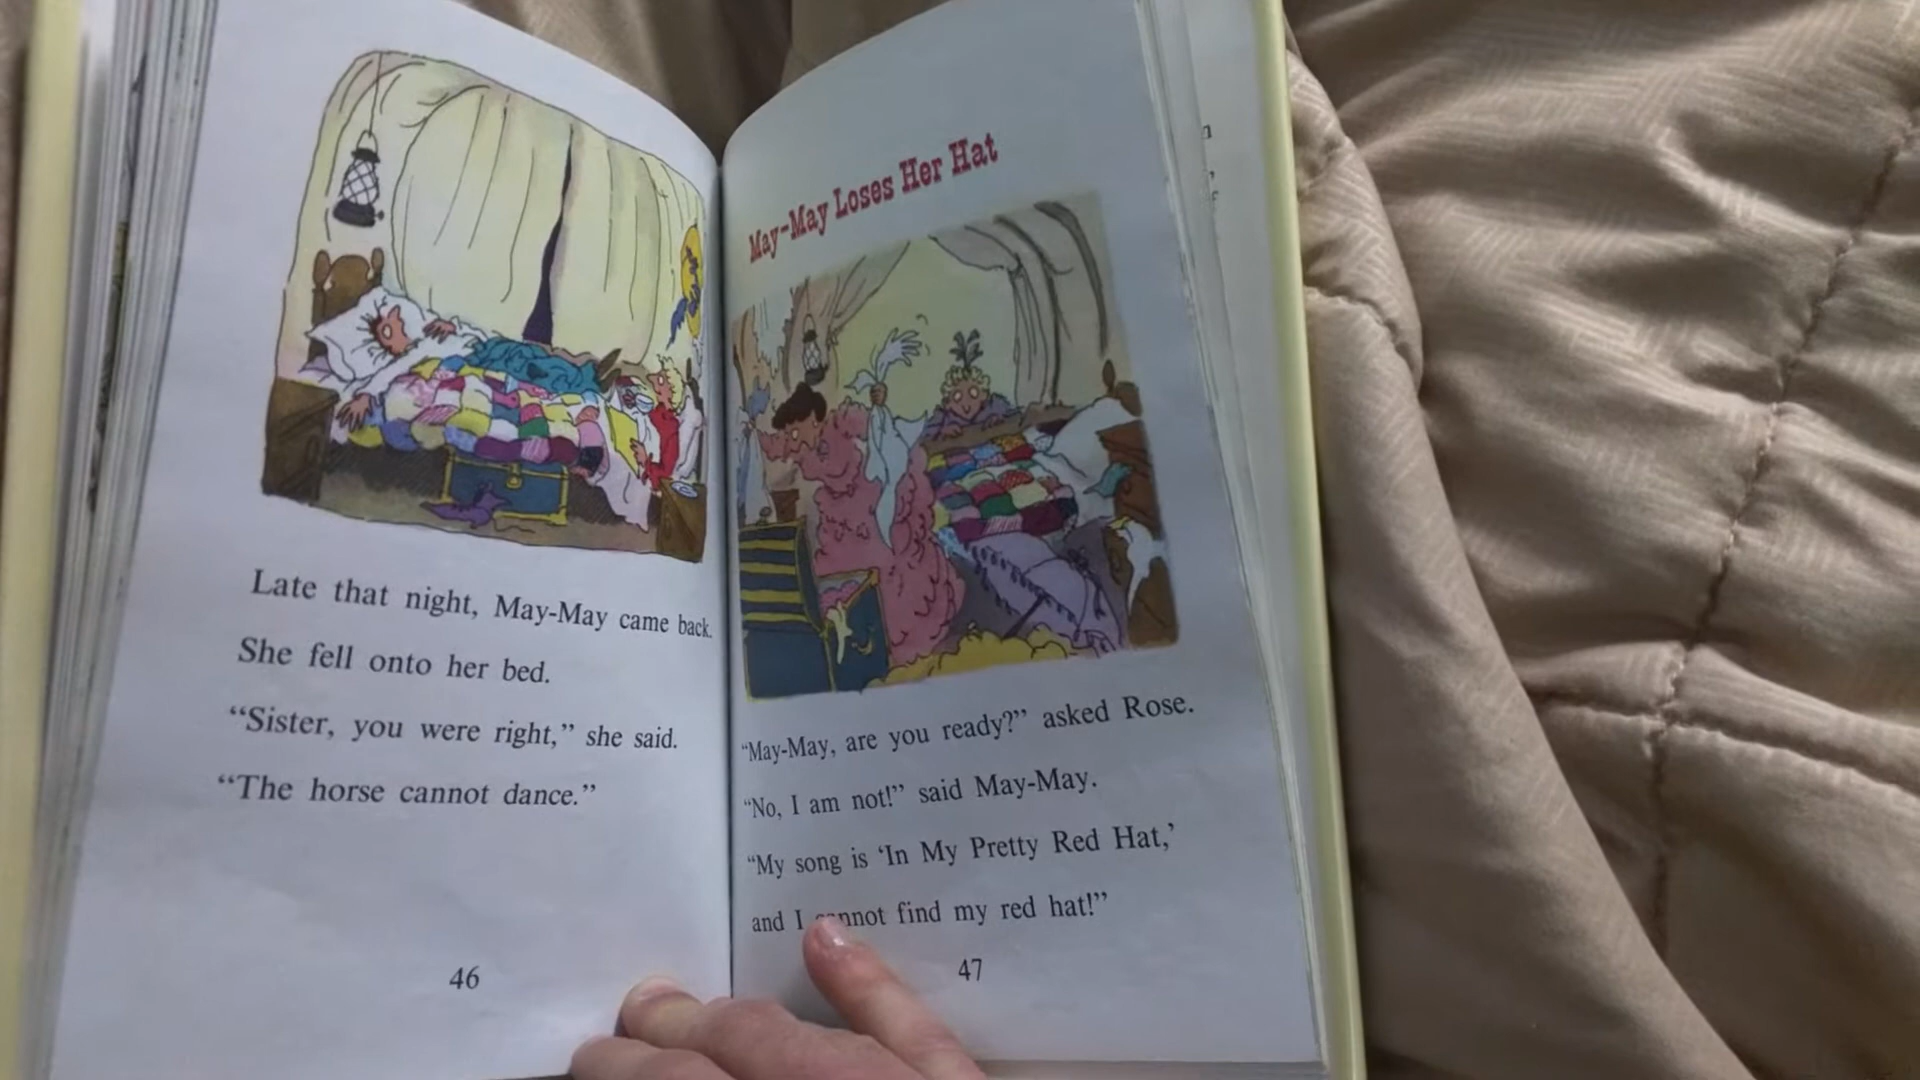 Late that night, May-May came back.
She fell onto her bed.
“Sister, you were right,” she said.
“The horse cannot dance.”
46
May-May Loses Her Hat
“May-May, are you ready?” asked Rose.
“No, I am not!” said May-May.
“My song is ‘In My Pretty Red Hat,’
and I cannot find my red hat!”
47